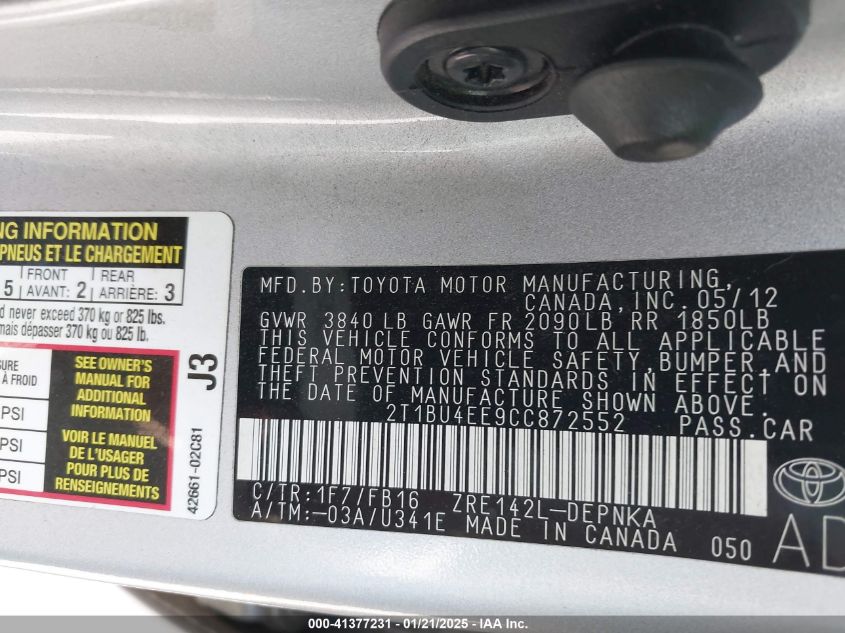 NG INFORMATION
PNEUS ET LE CHARGEMENT
5 FRONT AVANT: 2 REAR ARRIÈRE: 3
d never exceed 370 kg or 825 lbs.
mais dépasser 370 kg ou 825 lb.
SURE
À FROID
PSI
PSI
PSI
SEE OWNER'S
MANUAL FOR
ADDITIONAL
INFORMATION
VOIR LE MANUEL
DE L'USAGER
POUR PLUS DE
RENSEIGNEMENTS
J3
42661-02C81
MFD.BY:TOYOTA MOTOR MANUFACTURING,
CANADA, INC. 05/12
GVWR 3840 LB GAWR FR 2090LB RR 1850LB
THIS VEHICLE CONFORMS TO ALL APPLICABLE
FEDERAL MOTOR VEHICLE SAFETY, BUMPER, AND
THEFT PREVENTION STANDARDS IN EFFECT ON
THE DATE OF MANUFACTURE SHOWN ABOVE.
2T1BU4EE9CC872552 PASS.CAR
C/TR:1F7/FB16 ZRE142L-DEPNKA
A/TM:-03A/U341E MADE IN CANADA 050
AD
000-41377231 - 01/21/2025 - IAA Inc.